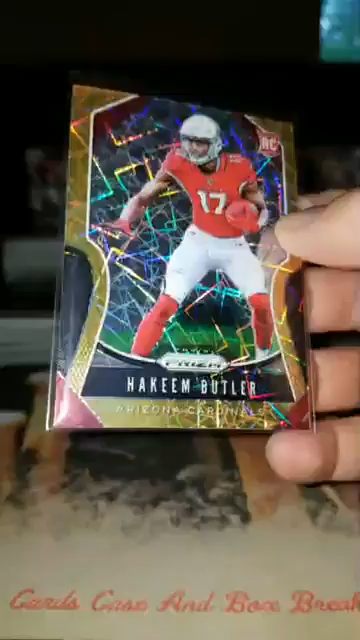 RC
17
PRIZM
HAKEEM BUTLER
ARIZONA CARDINALS
Cards Case And Box Break